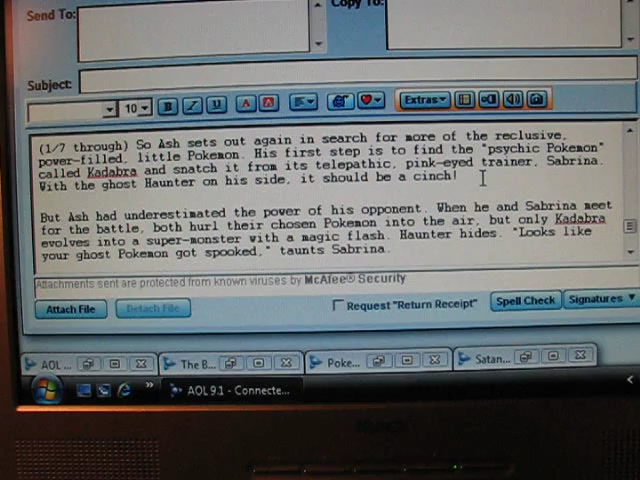 Send To:
Copy To:
Subject:
10 B I U A A Extras
(1/7 through) So Ash sets out again in search for more of the reclusive,
power-filled, little Pokemon. His first step is to find the "psychic Pokemon"
called Kadabra and snatch it from its telepathic, pink-eyed trainer, Sabrina.
With the ghost Haunter on his side, it should be a cinch!
But Ash had underestimated the power of his opponent. When he and Sabrina meet
for the battle, both hurl their chosen Pokemon into the air, but only Kadabra
evolves into a super-monster with a magic flash. Haunter hides. "Looks like
your ghost Pokemon got spooked," taunts Sabrina.
Attachments sent are protected from known viruses by McAfee® Security
Attach File Detach File Request "Return Receipt" Spell Check Signatures
AOL ... The B... Poke... Satan...
» AOL 9.1 - Connecte...